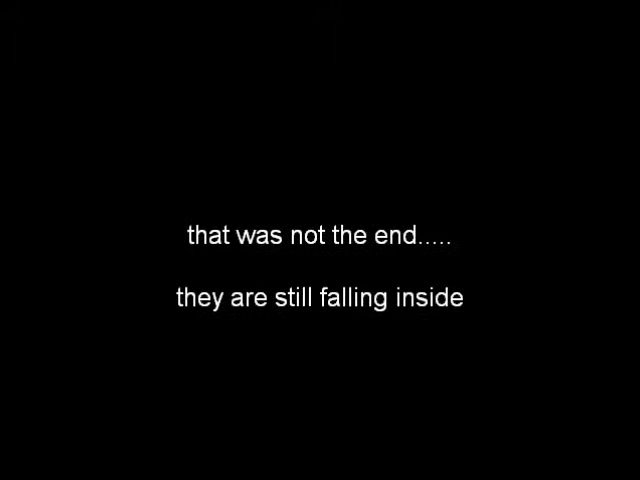 that was not the end.....
they are still falling inside